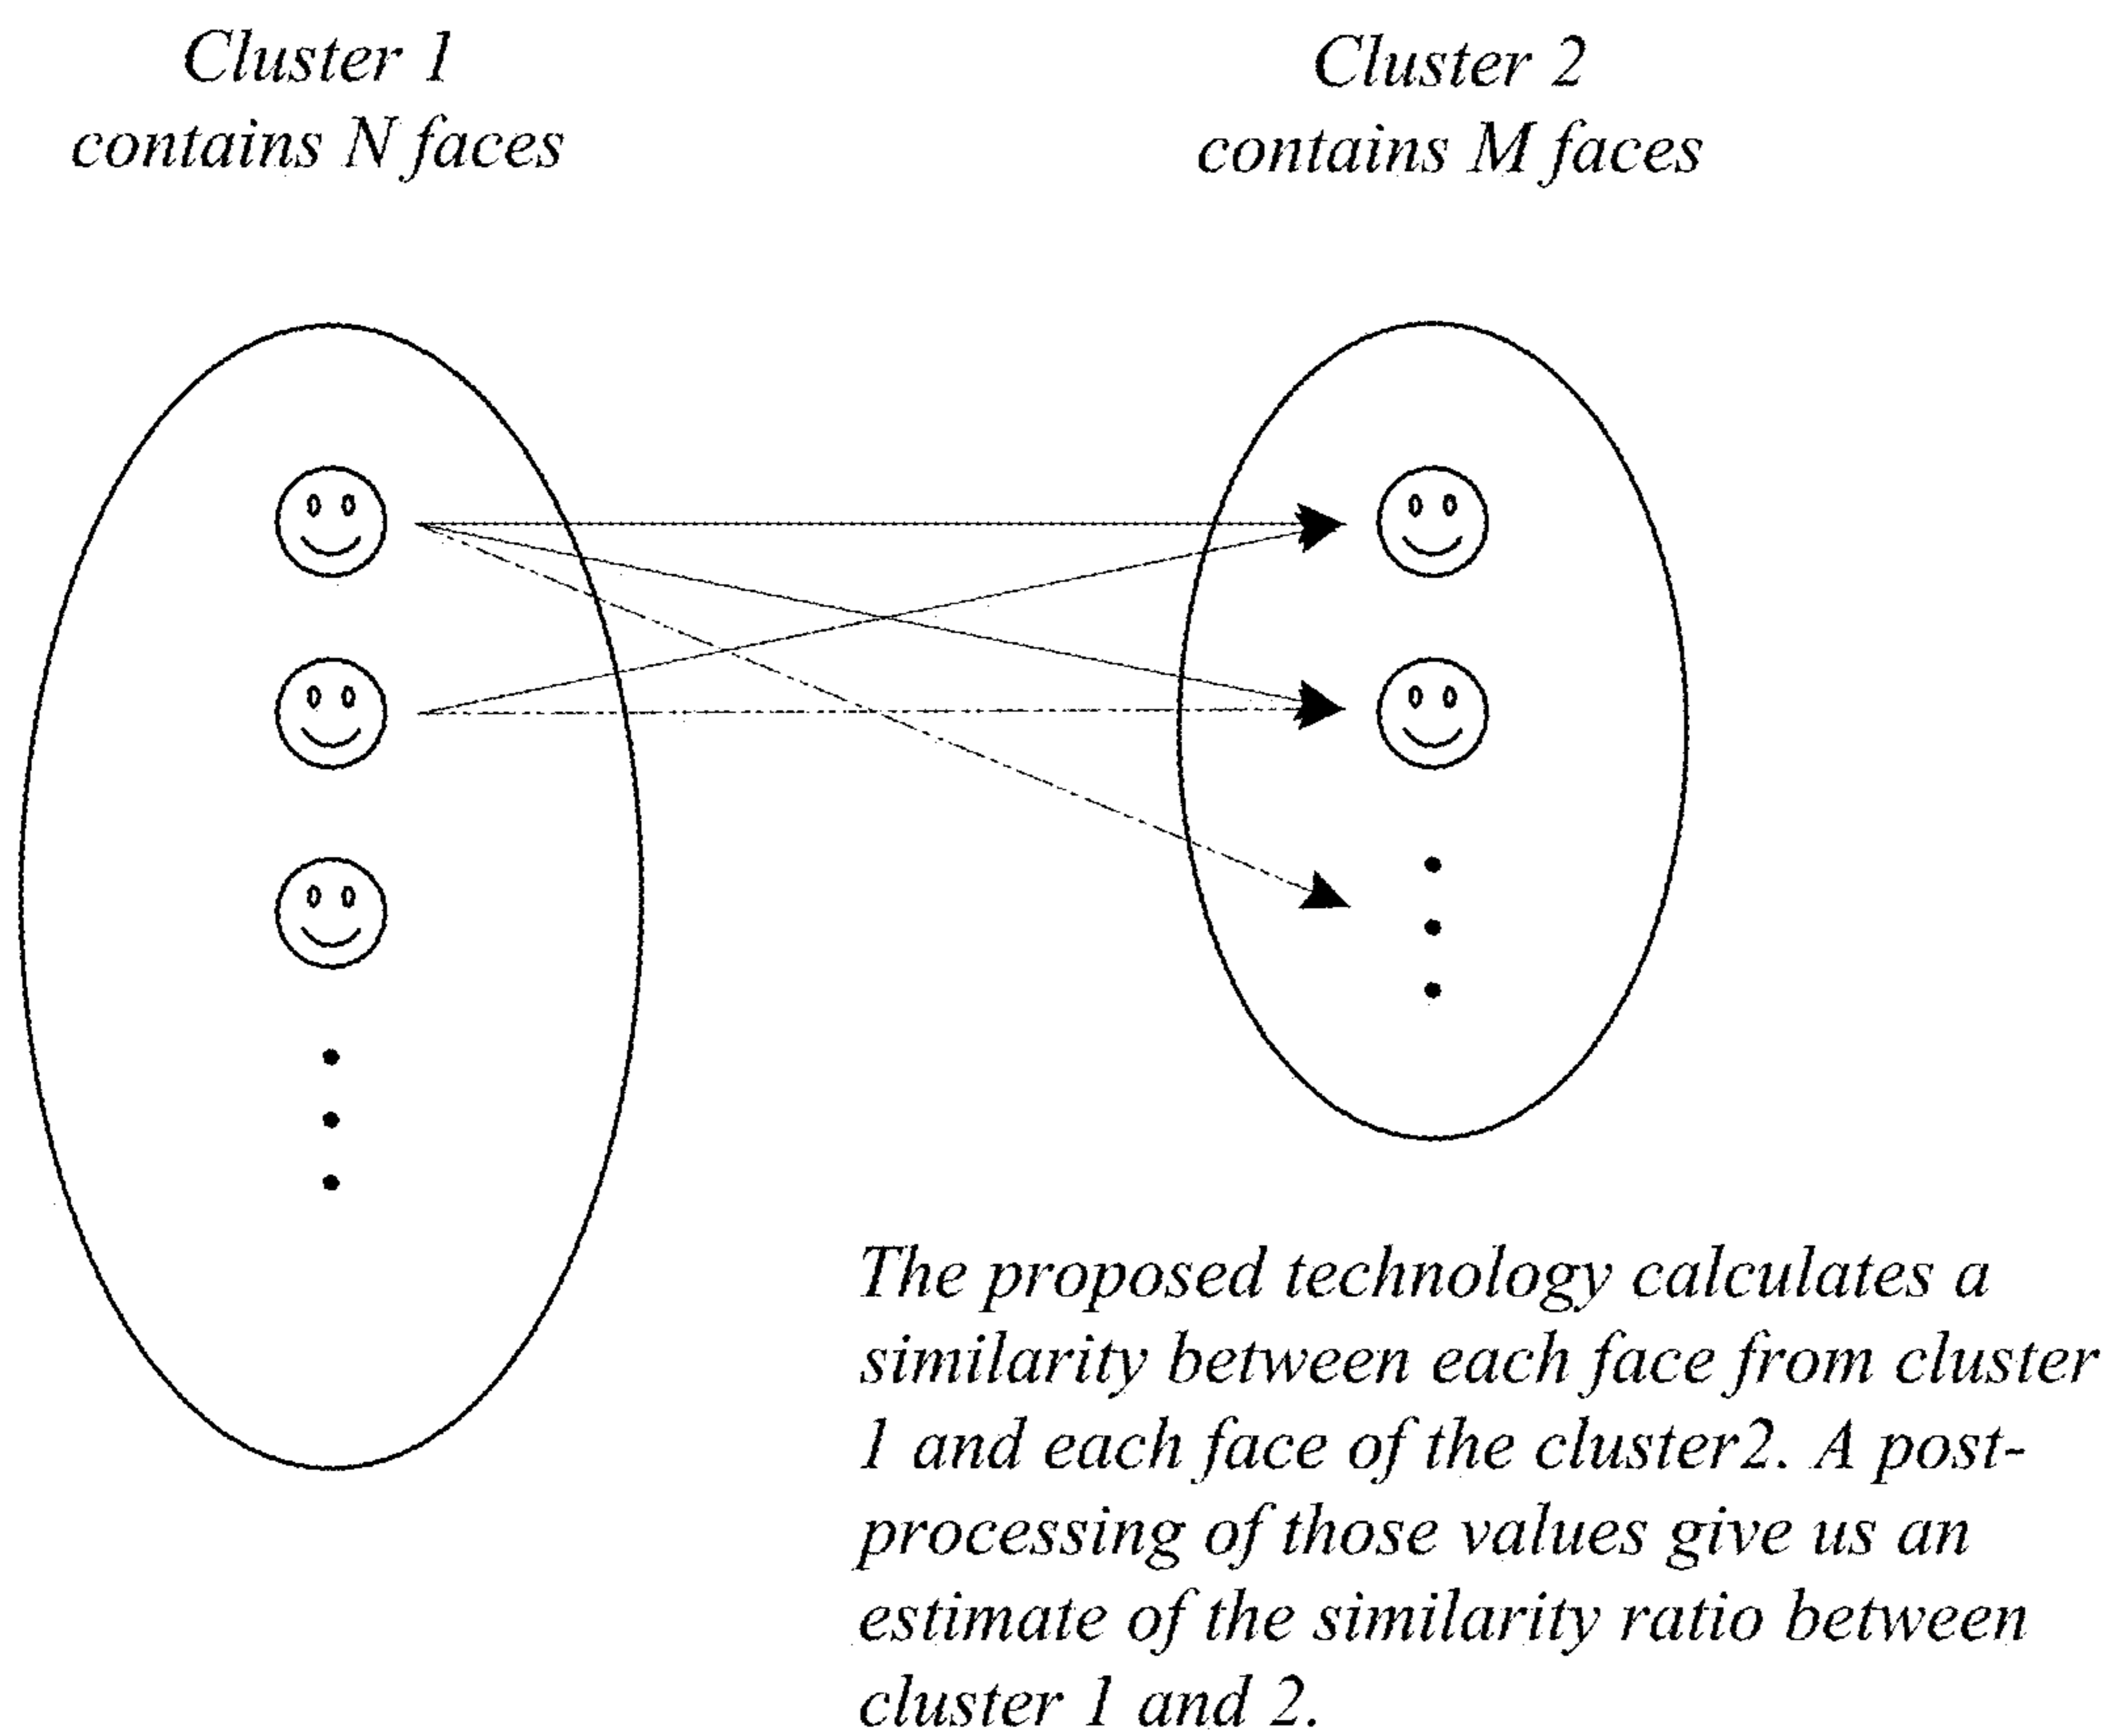 Cluster 1
contains N faces
Cluster 2
contains M faces
The proposed technology calculates a
similarity between each face from cluster
1 and each face of the cluster2. A post-
processing of those values give us an
estimate of the similarity ratio between
cluster 1 and 2.